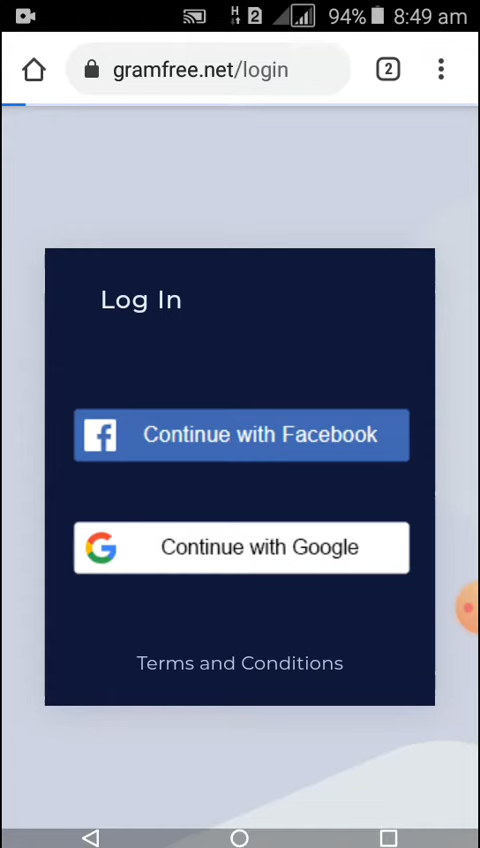 H 2 94% 8:49 am
gramfree.net/login 2
Log In
Continue with Facebook
Continue with Google
Terms and Conditions